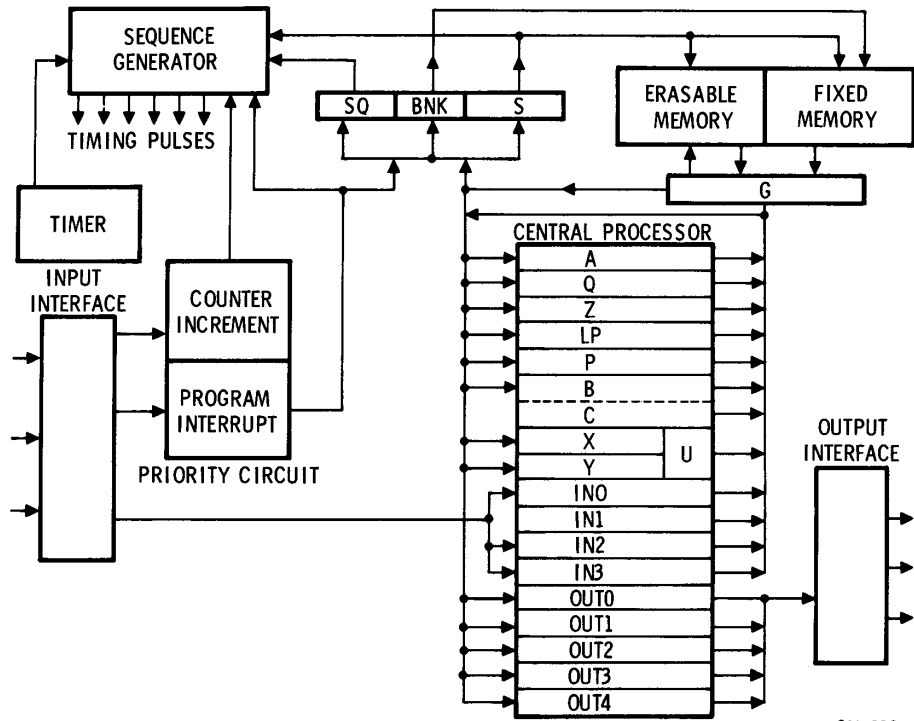 SEQUENCE
GENERATOR
TIMING PULSES
SQ
BNK
S
ERASABLE
MEMORY
FIXED
MEMORY
G
TIMER
INPUT
INTERFACE
COUNTER
INCREMENT
PROGRAM
INTERRUPT
PRIORITY CIRCUIT
CENTRAL PROCESSOR
A
Q
Z
LP
P
B
C
X
Y
U
IN0
IN1
IN2
IN3
OUT0
OUT1
OUT2
OUT3
OUT4
OUTPUT
INTERFACE